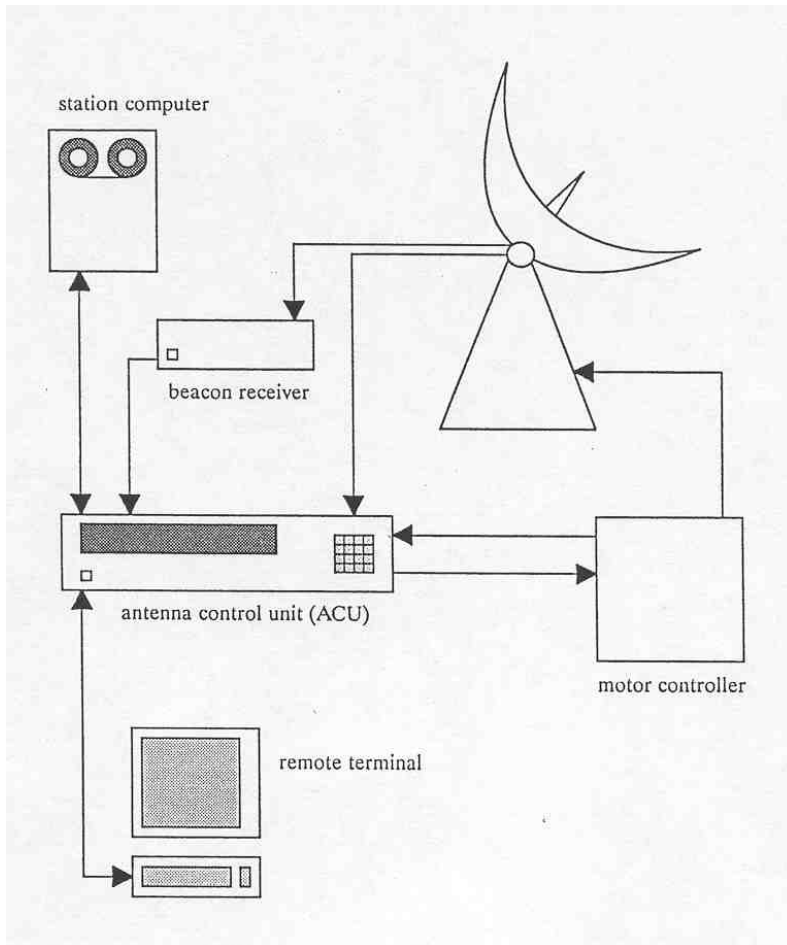 station computer
beacon receiver
antenna control unit (ACU)
motor controller
remote terminal